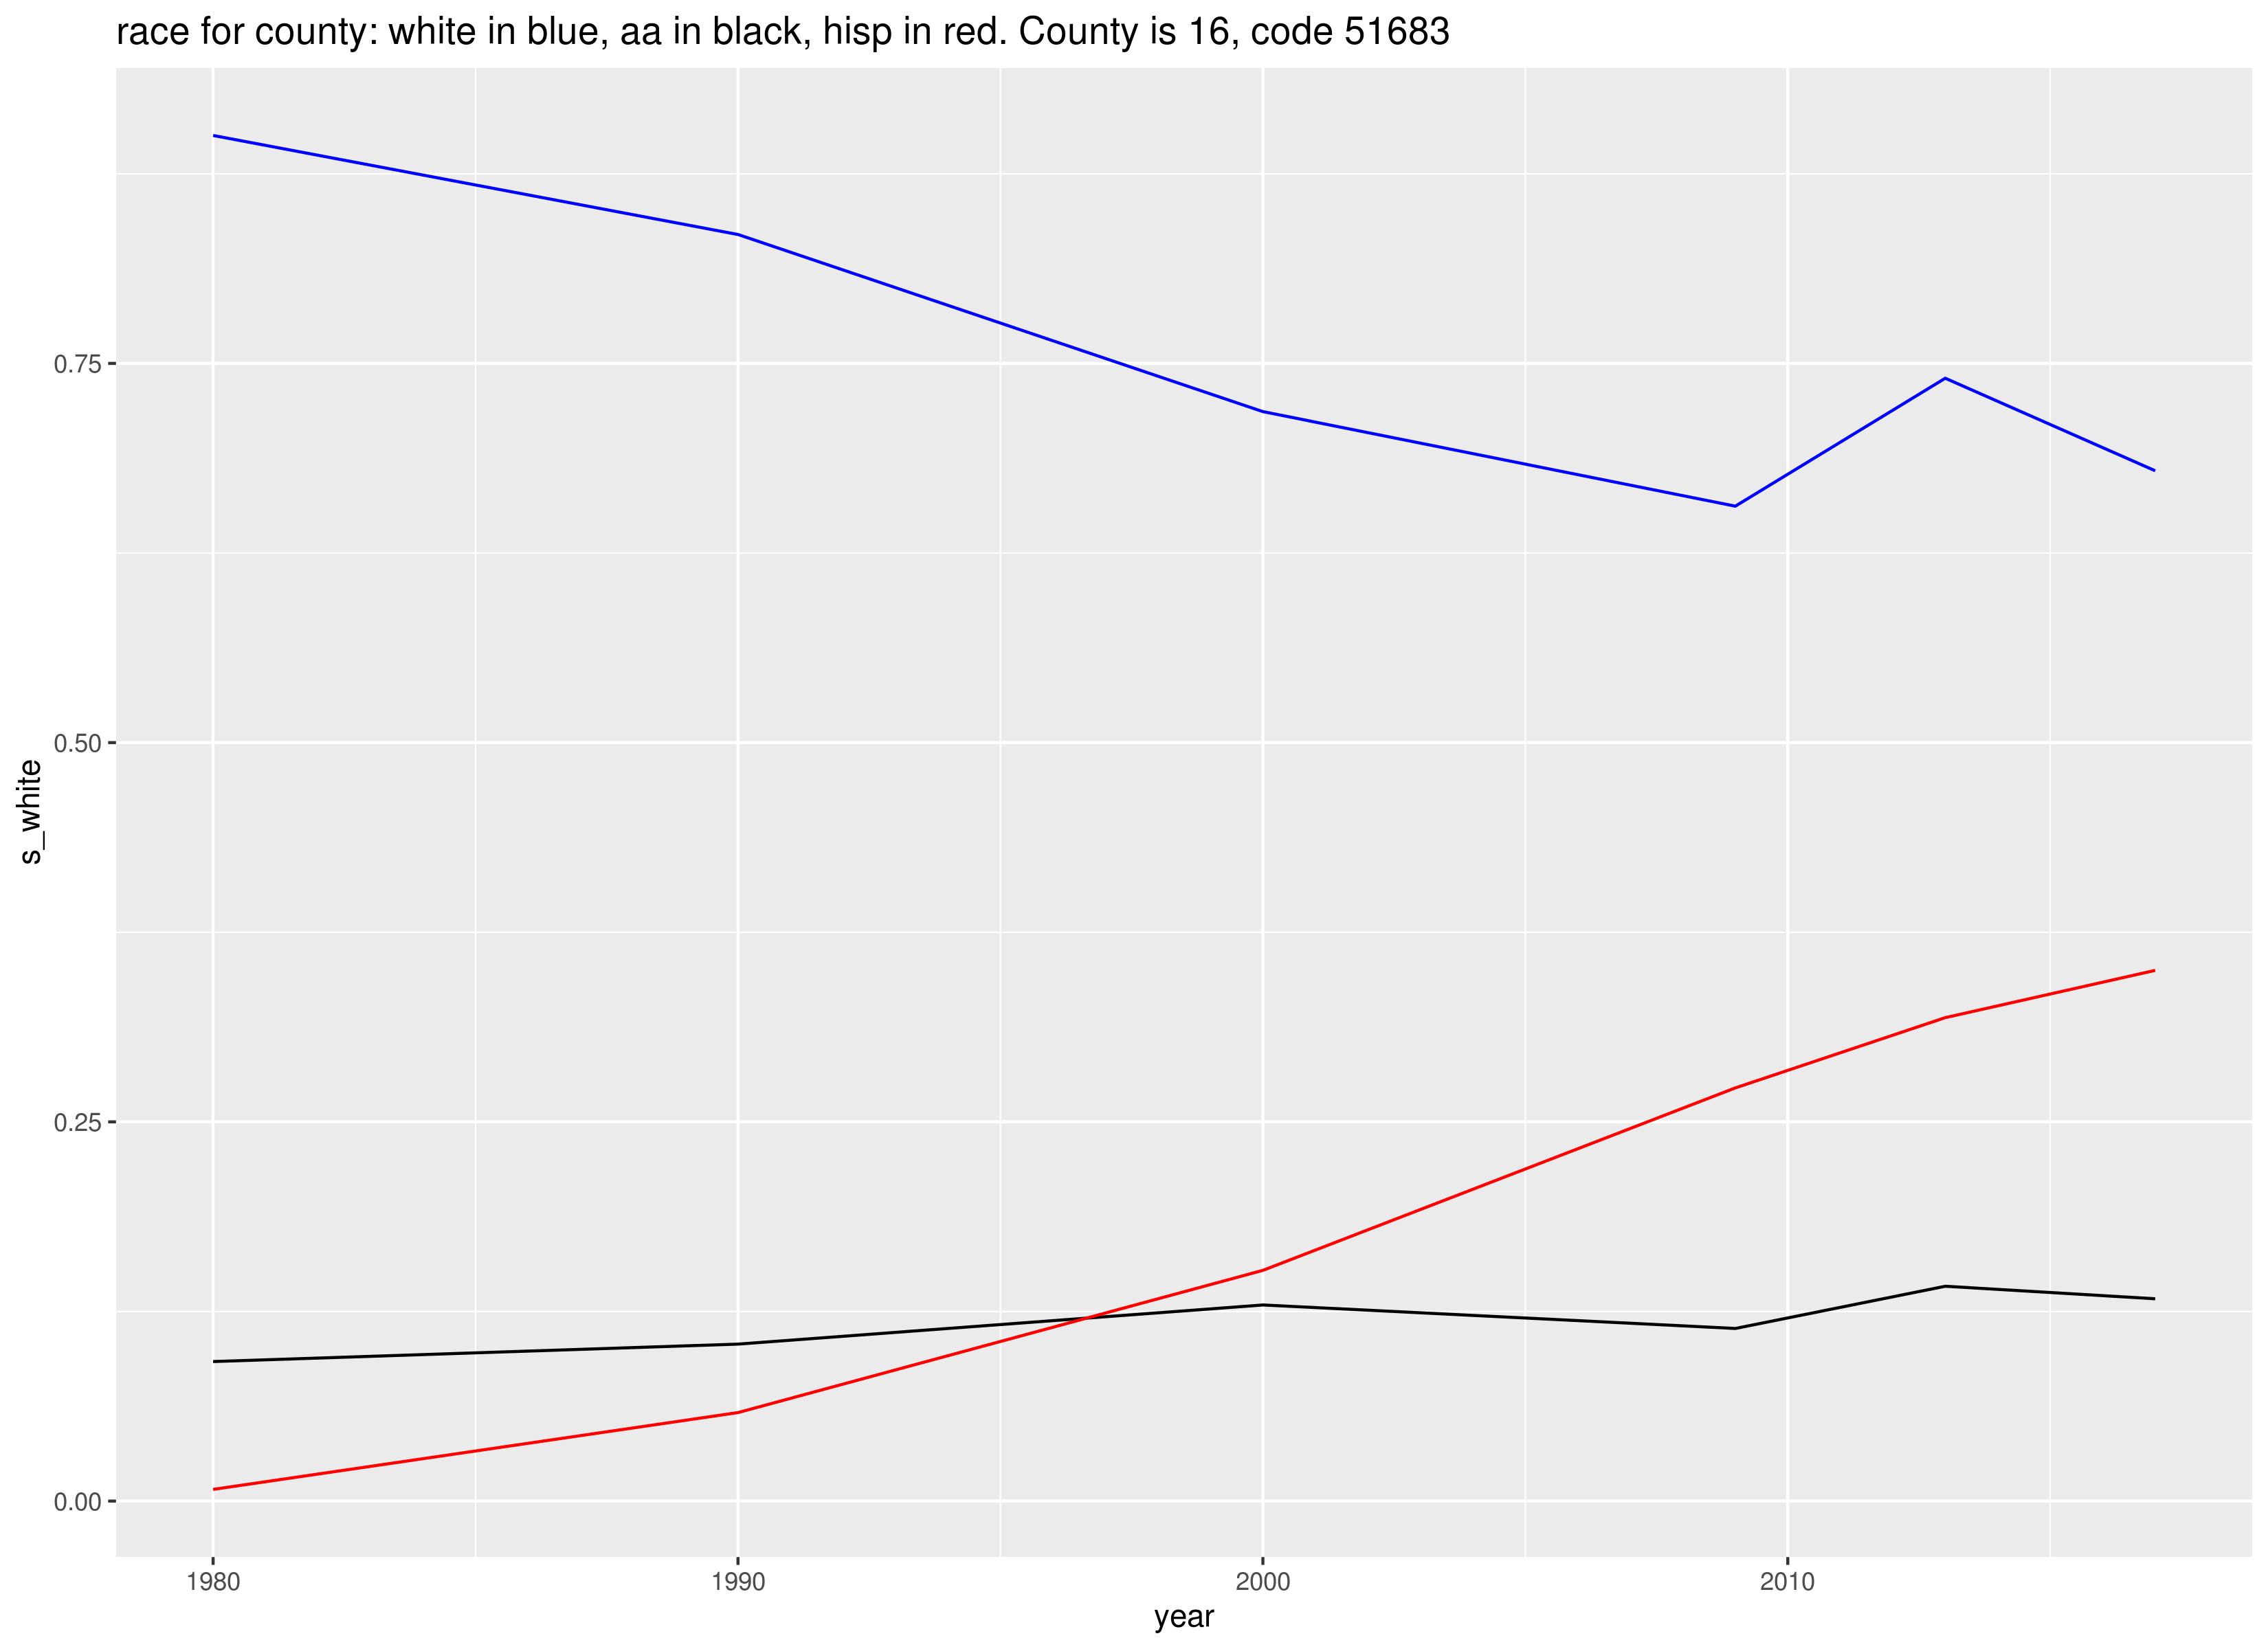 race for county: white in blue, aa in black, hisp in red. County is 16, code 51683
0.75
0.50
0.25
0.00
s_white
1980 1990 2000 2010
year